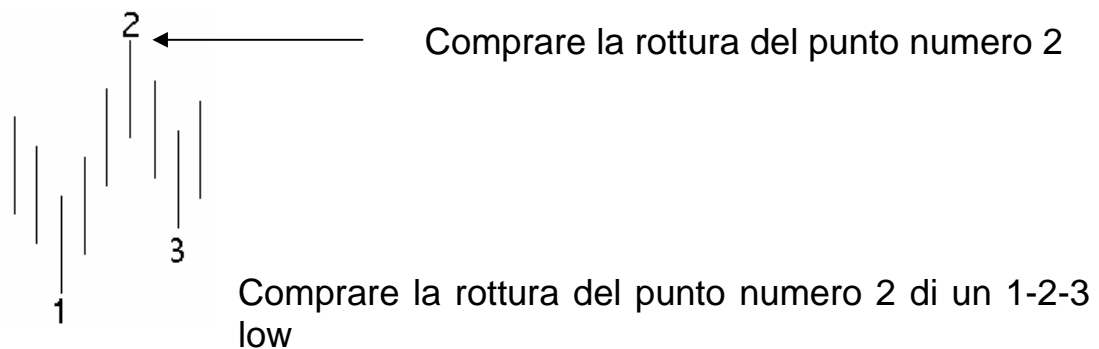 2
Comprare la rottura del punto numero 2
3
1
Comprare la rottura del punto numero 2 di un 1-2-3
low